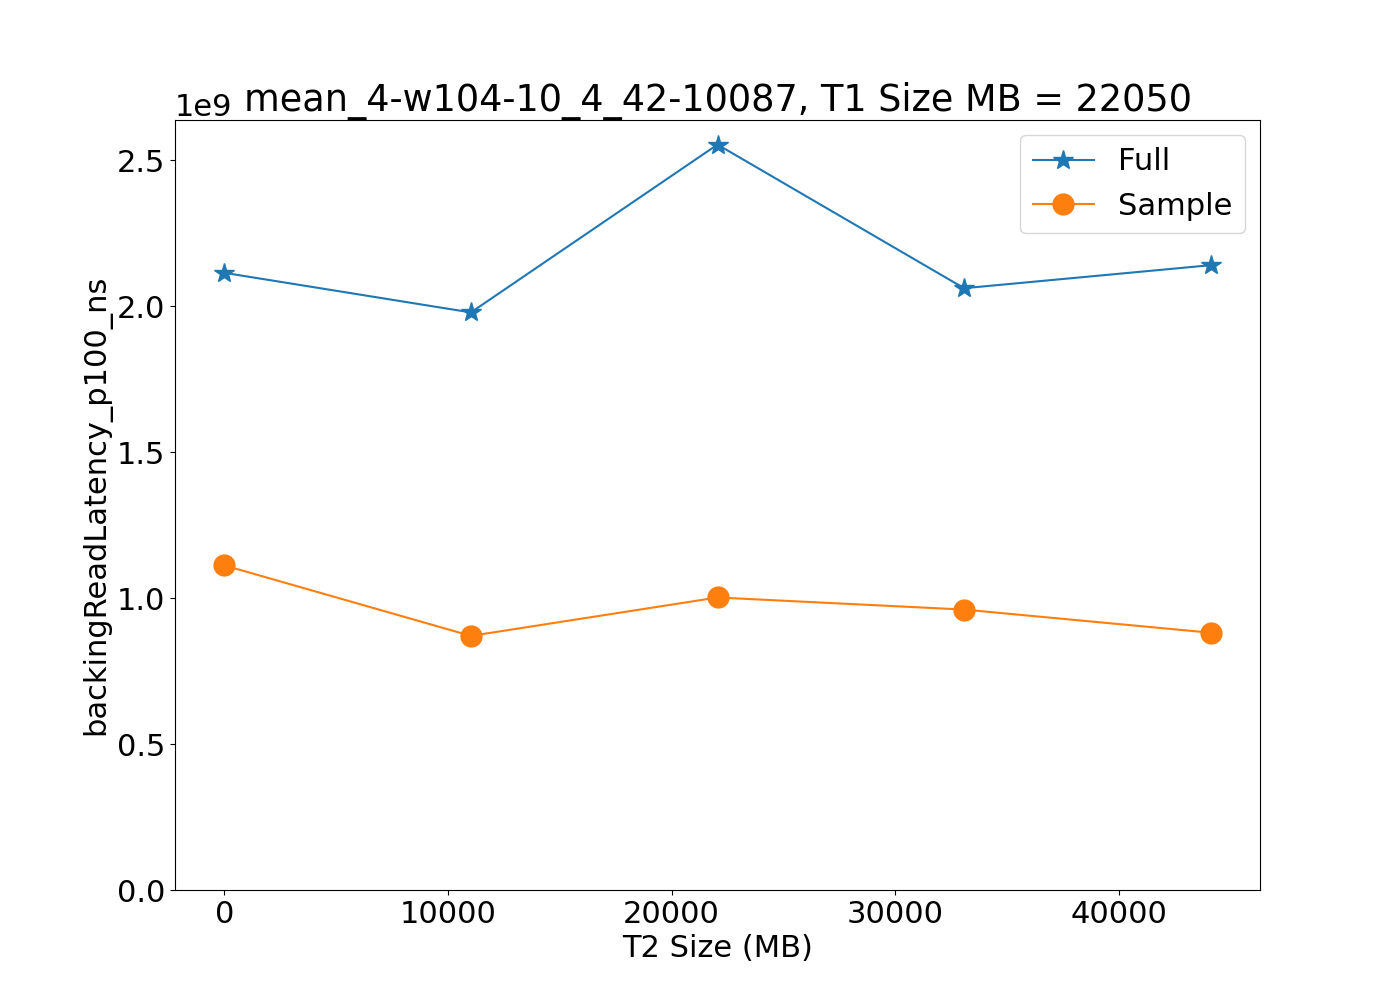 1e9 mean_4-w104-10_4_42-10087, T1 Size MB = 22050
Full
Sample
backingReadLatency_p100_ns
2.5
2.0
1.5
1.0
0.5
0.0
0 10000 20000 30000 40000
T2 Size (MB)